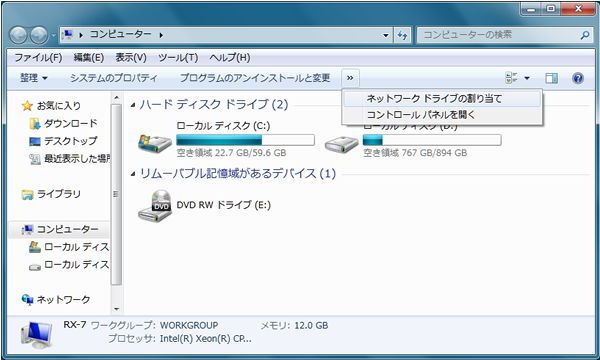 コンピューター
コンピューターの検索
ファイル(F) 編集(E) 表示(V) ツール(T) ヘルプ(H)
整理 システムのプロパティ プログラムのアンインストールと変更 »
ネットワーク ドライブの割り当て
コントロール パネルを開く
お気に入り
ダウンロード
デスクトップ
最近表示した場所
ライブラリ
コンピューター
ローカル ディス
ローカル ディス
ネットワーク
ハード ディスク ドライブ (2)
ローカル ディスク (C:)
空き領域 22.7 GB/59.6 GB
ローカル ディスク (D:)
空き領域 767 GB/894 GB
リムーバブル記憶域があるデバイス (1)
DVD
DVD RW ドライブ (E:)
RX-7 ワークグループ: WORKGROUP メモリ: 12.0 GB
プロセッサ: Intel(R) Xeon(R) CP...